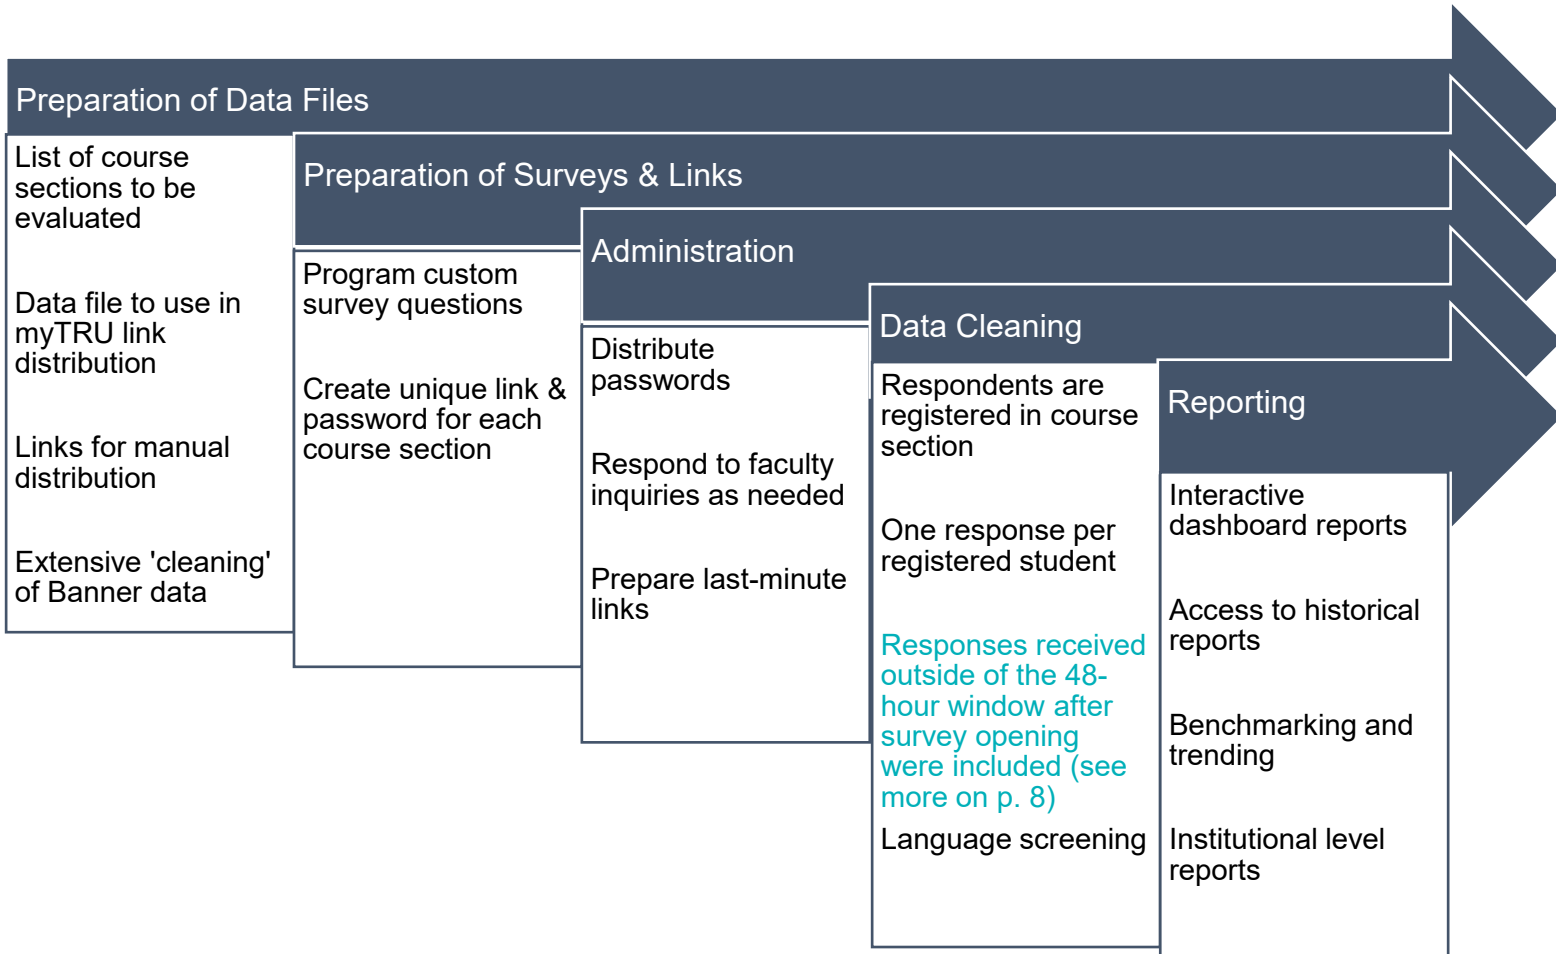 Preparation of Data Files
List of course
sections to be
evaluated
Data file to use in
myTRU link
distribution
Links for manual
distribution
Extensive 'cleaning'
of Banner data
Preparation of Surveys & Links
Program custom
survey questions
Create unique link &
password for each
course section
Administration
Distribute
passwords
Respond to faculty
inquiries as needed
Prepare last-minute
links
Data Cleaning
Respondents are
registered in course
section
One response per
registered student
Responses received
outside of the 48-
hour window after
survey opening
were included (see
more on p. 8)
Language screening
Reporting
Interactive
dashboard reports
Access to historical
reports
Benchmarking and
trending
Institutional level
reports